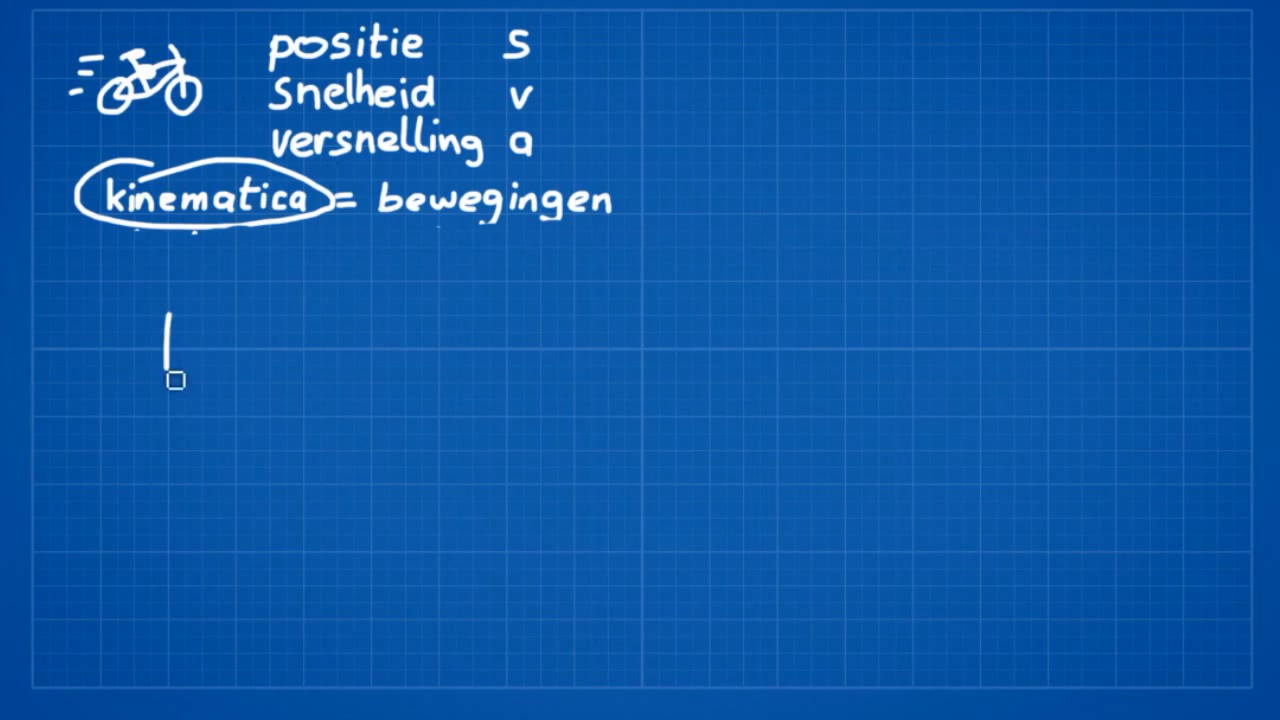 positie s
snelheid v
versnelling a
kinematica = bewegingen